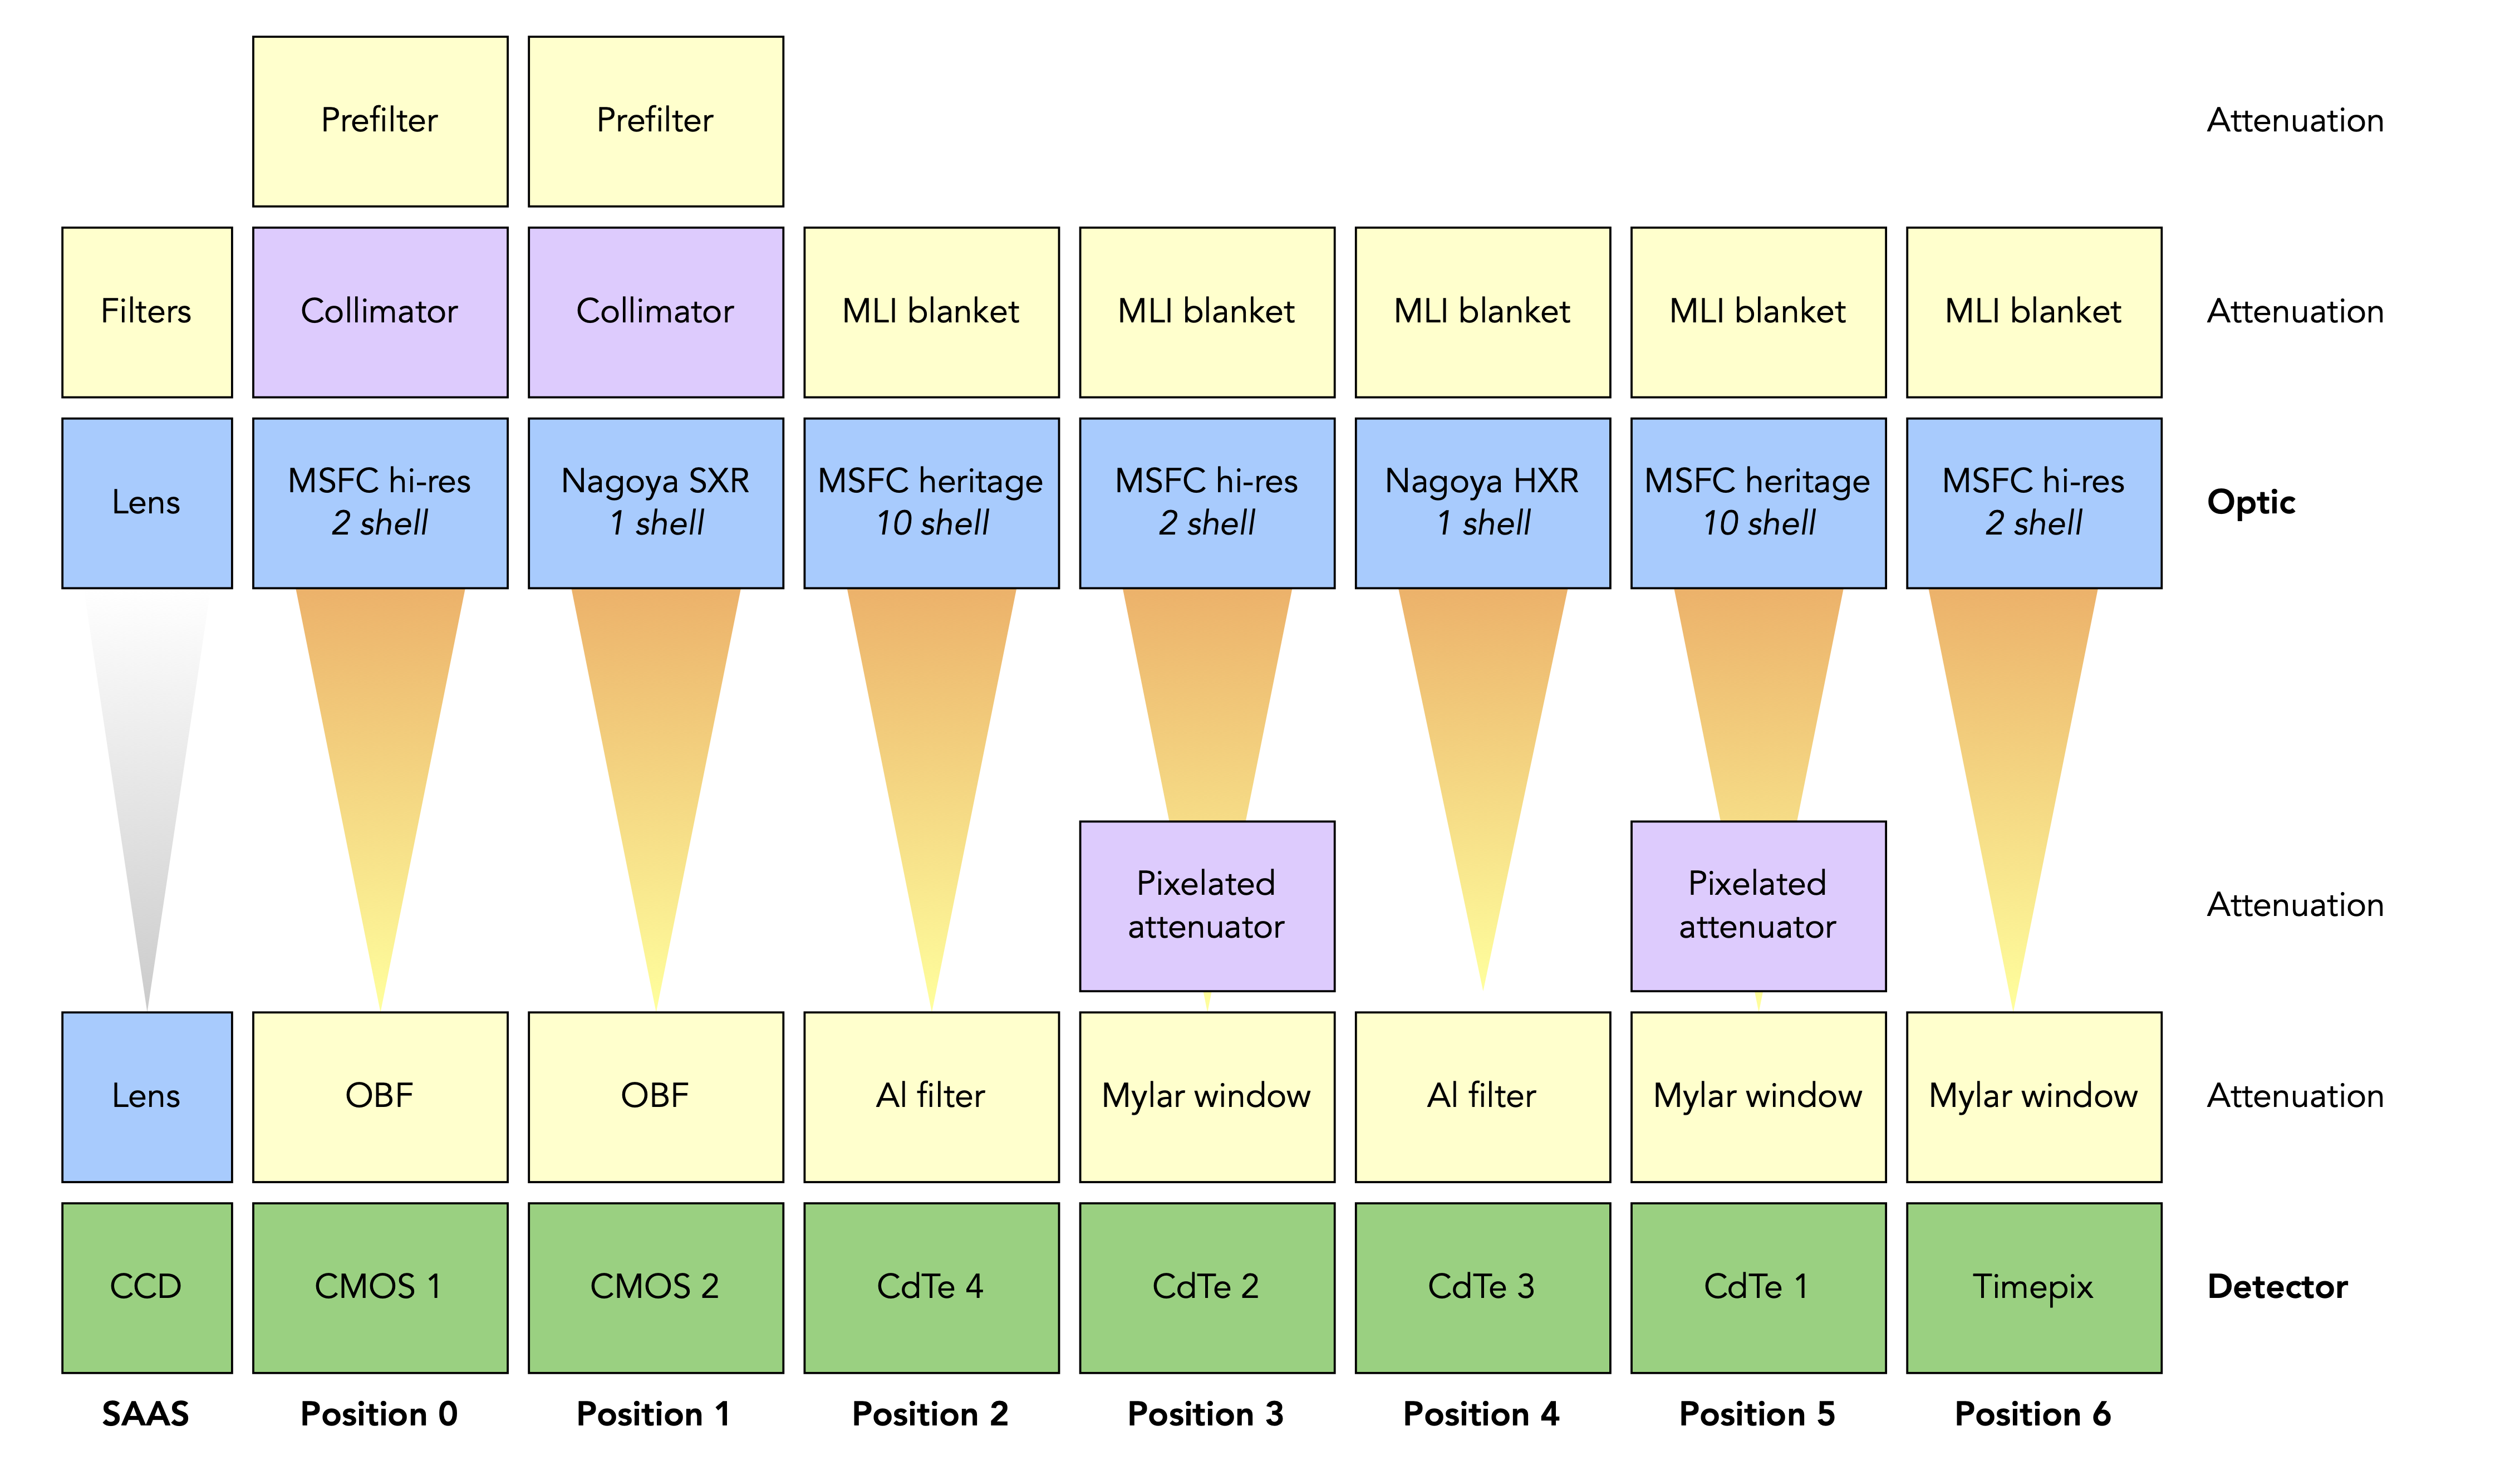 Prefilter Prefilter Attenuation
Filters Collimator Collimator MLI blanket MLI blanket MLI blanket MLI blanket MLI blanket Attenuation
Lens MSFC hi-res Nagoya SXR MSFC heritage MSFC hi-res Nagoya HXR MSFC heritage MSFC hi-res Optic
2 shell 1 shell 10 shell 2 shell 1 shell 10 shell 2 shell
Pixelated Pixelated Attenuation
attenuator attenuator
Lens OBF OBF Al filter Mylar window Al filter Mylar window Mylar window Attenuation
CCD CMOS 1 CMOS 2 CdTe 4 CdTe 2 CdTe 3 CdTe 1 Timepix Detector
SAAS Position 0 Position 1 Position 2 Position 3 Position 4 Position 5 Position 6